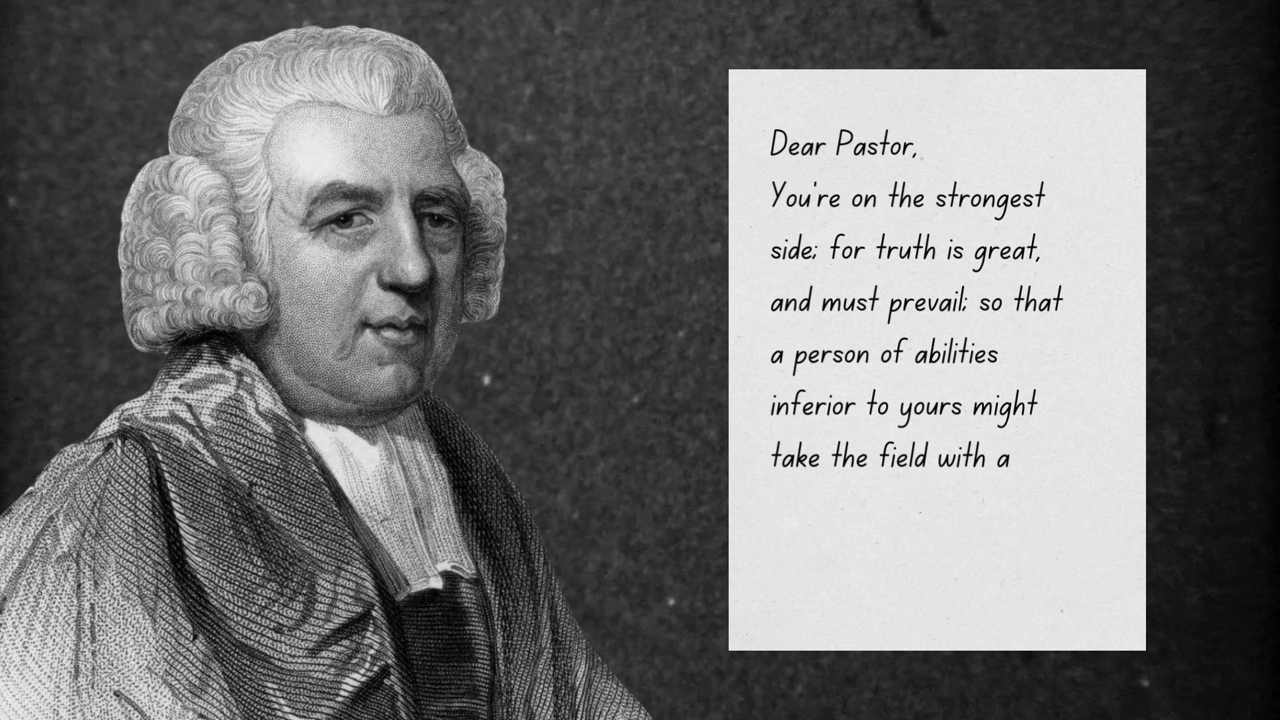 Dear Pastor,
You're on the strongest
side; for truth is great,
and must prevail; so that
a person of abilities
inferior to yours might
take the field with a